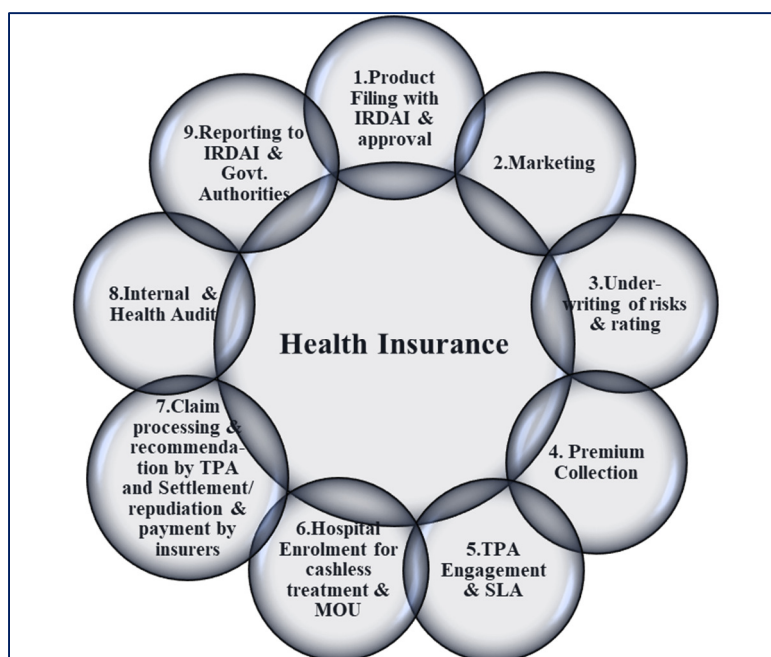 1.Product
Filing with
IRDAI &
approval
2.Marketing
3.Under-
writing of risks
& rating
4. Premium
Collection
5.TPA
Engagement
& SLA
6.Hospital
Enrolment for
cashless
treatment &
MOU
7.Claim
processing &
recommenda-
tion by TPA
and Settlement/
repudiation &
payment by
insurers
8.Internal &
Health Audit
9.Reporting to
IRDAI &
Govt.
Authorities
Health Insurance